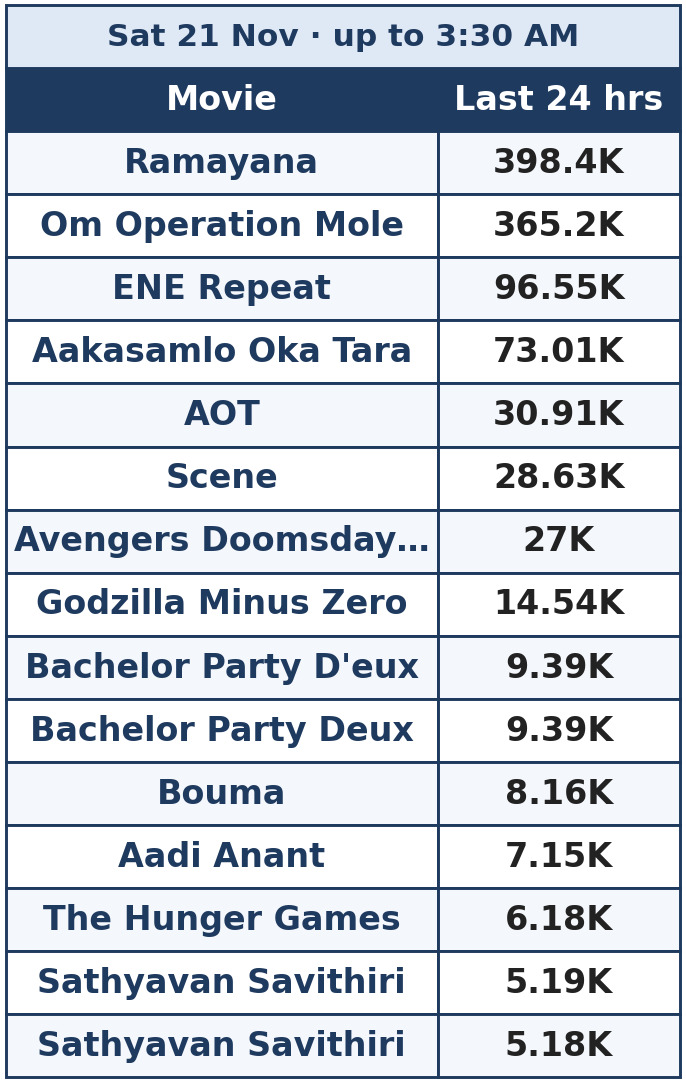 Sat 21 Nov · up to 3:30 AM
Movie Last 24 hrs
Ramayana 398.4K
Om Operation Mole 365.2K
ENE Repeat 96.55K
Aakasamlo Oka Tara 73.01K
AOT 30.91K
Scene 28.63K
Avengers Doomsday... 27K
Godzilla Minus Zero 14.54K
Bachelor Party D'eux 9.39K
Bachelor Party Deux 9.39K
Bouma 8.16K
Aadi Anant 7.15K
The Hunger Games 6.18K
Sathyavan Savithiri 5.19K
Sathyavan Savithiri 5.18K